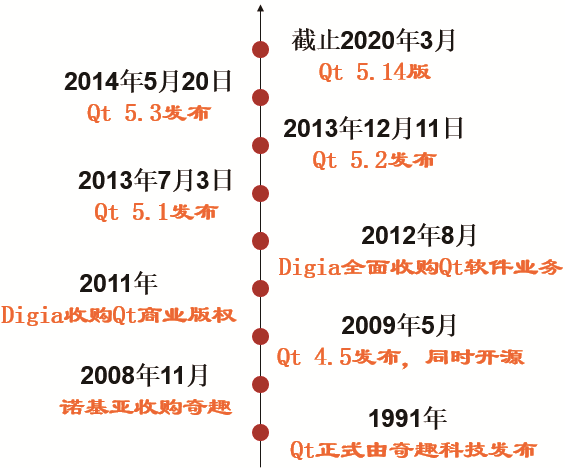 截止2020年3月
Qt 5.14版
2014年5月20日
Qt 5.3发布
2013年12月11日
Qt 5.2发布
2013年7月3日
Qt 5.1发布
2012年8月
Digia全面收购Qt软件业务
2011年
Digia收购Qt商业版权
2009年5月
Qt 4.5发布，同时开源
2008年11月
诺基亚收购奇趣
1991年
Qt正式由奇趣科技发布